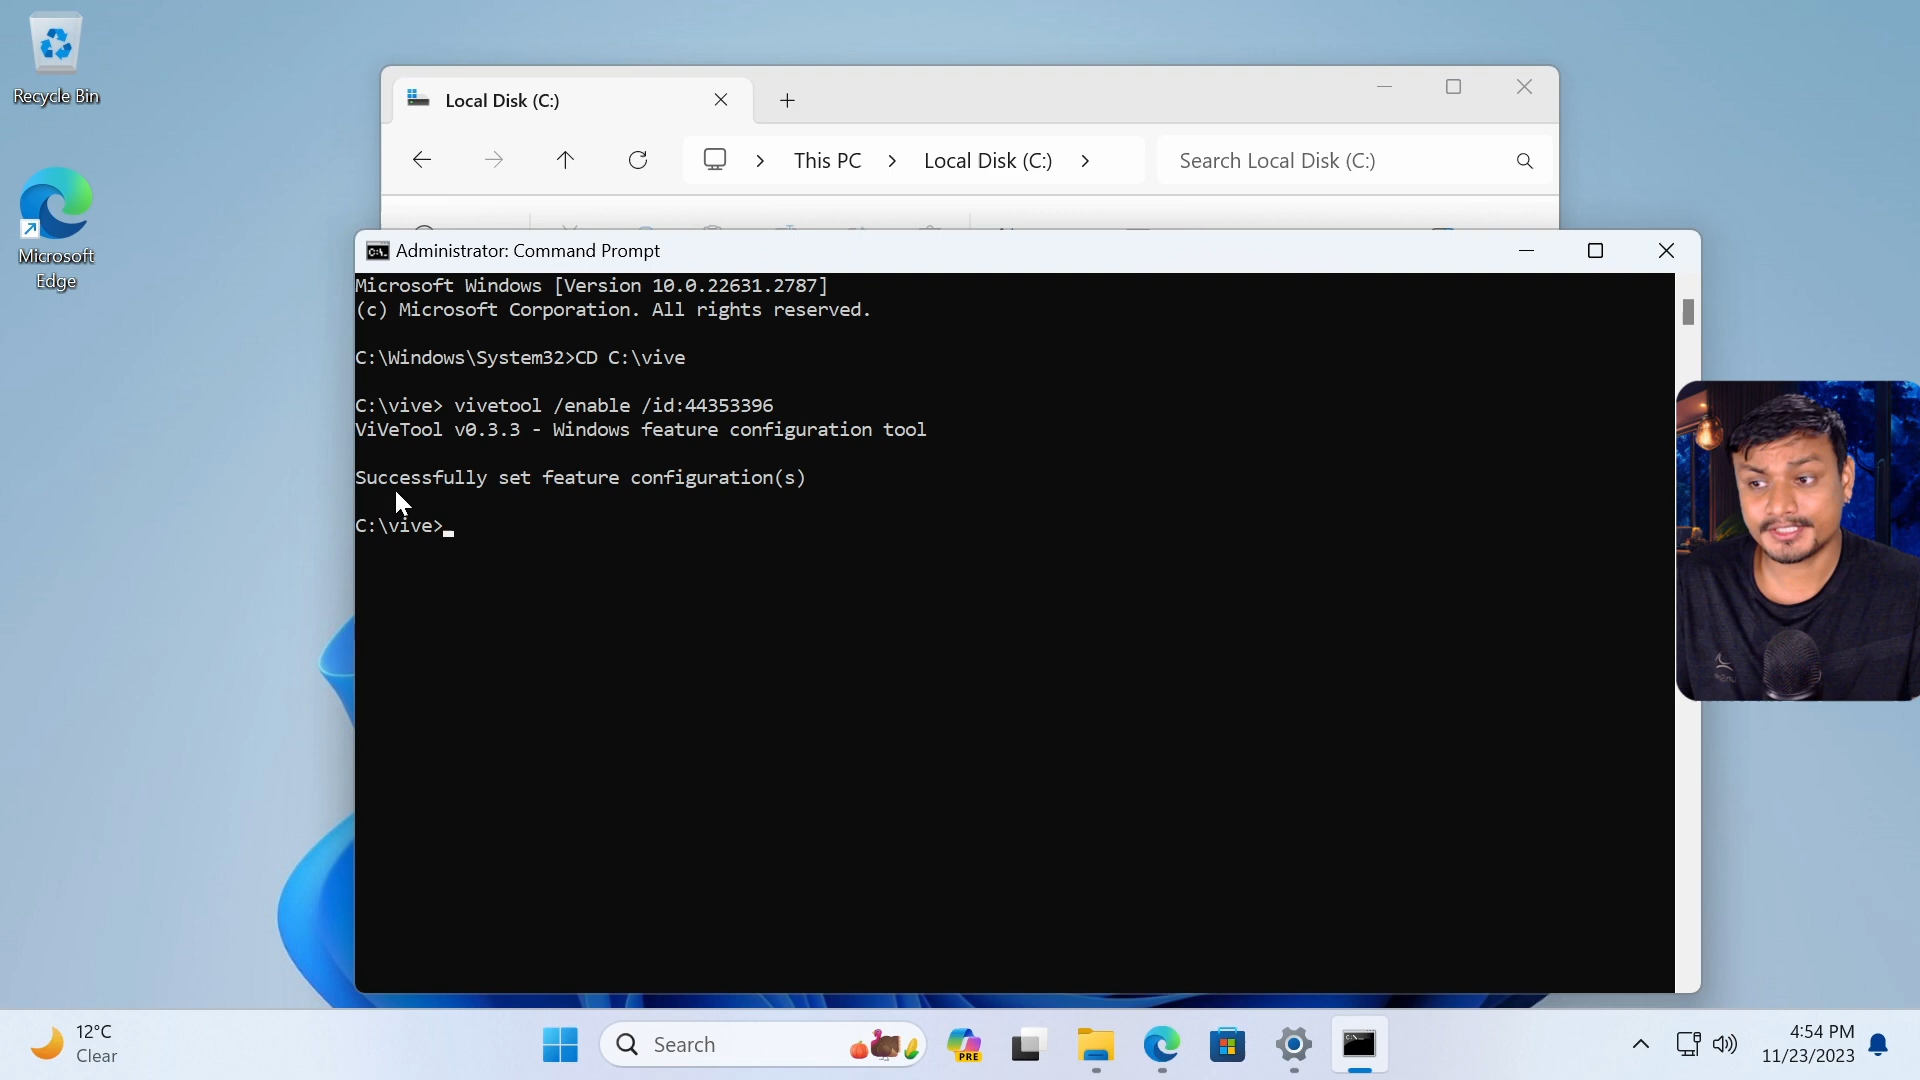 Recycle Bin
Microsoft
Edge
Local Disk (C:)
This PC
Local Disk (C:)
Search Local Disk (C:)
Administrator: Command Prompt
Microsoft Windows [Version 10.0.22631.2787]
(c) Microsoft Corporation. All rights reserved.
C:\Windows\System32>CD C:\vive
C:\vive> vivetool /enable /id:44353396
ViVeTool v0.3.3 - Windows feature configuration tool
Successfully set feature configuration(s)
C:\vive>
12°C
Clear
Search
PRE
4:54 PM
11/23/2023